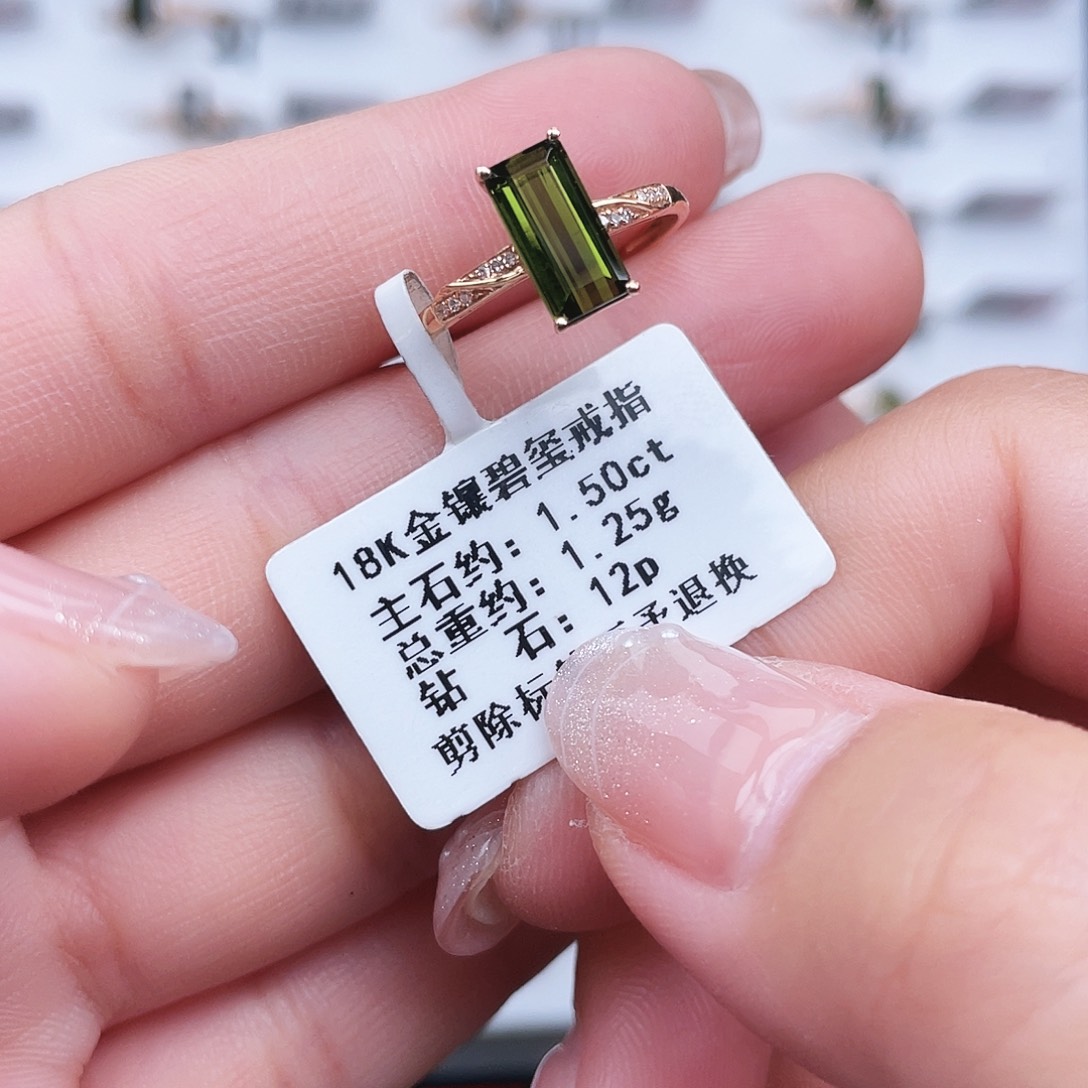 18K金镶碧玺戒指
主石约: 1.50ct
总重约: 1.25g
钻 石: 12p
剪除标 退换